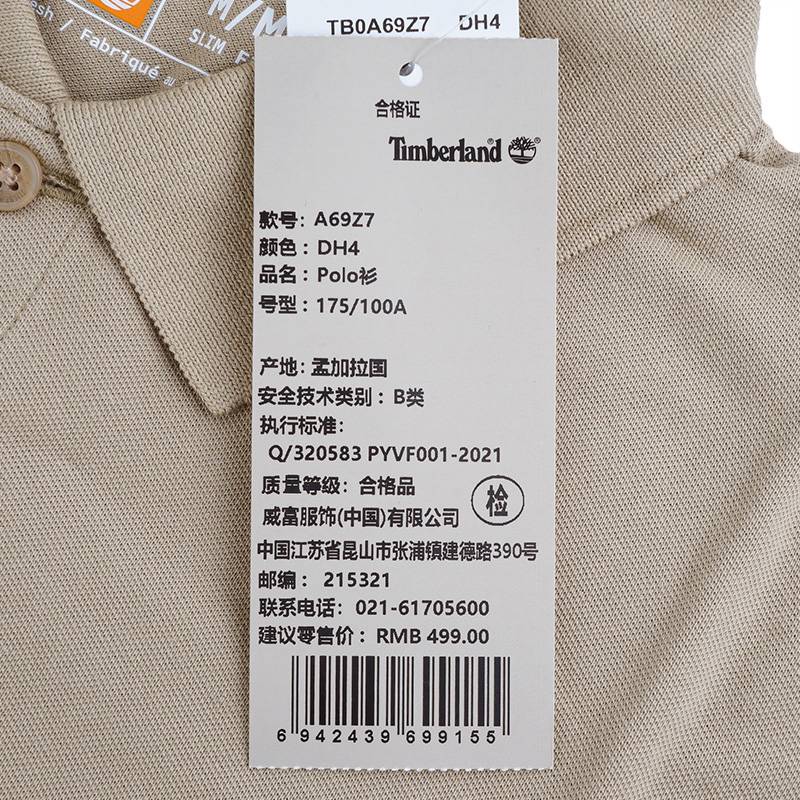 M/M
SLIM F
esh / Fabriqué au
TB0A69Z7 DH4
合格证
Timberland
款号：A69Z7
颜色：DH4
品名：Polo衫
号型：175/100A
产地：孟加拉国
安全技术类别：B类
执行标准：
Q/320583 PYVF001-2021
质量等级：合格品
检
威富服饰(中国)有限公司
中国江苏省昆山市张浦镇建德路390号
邮编：215321
联系电话：021-61705600
建议零售价：RMB 499.00
6942439699155